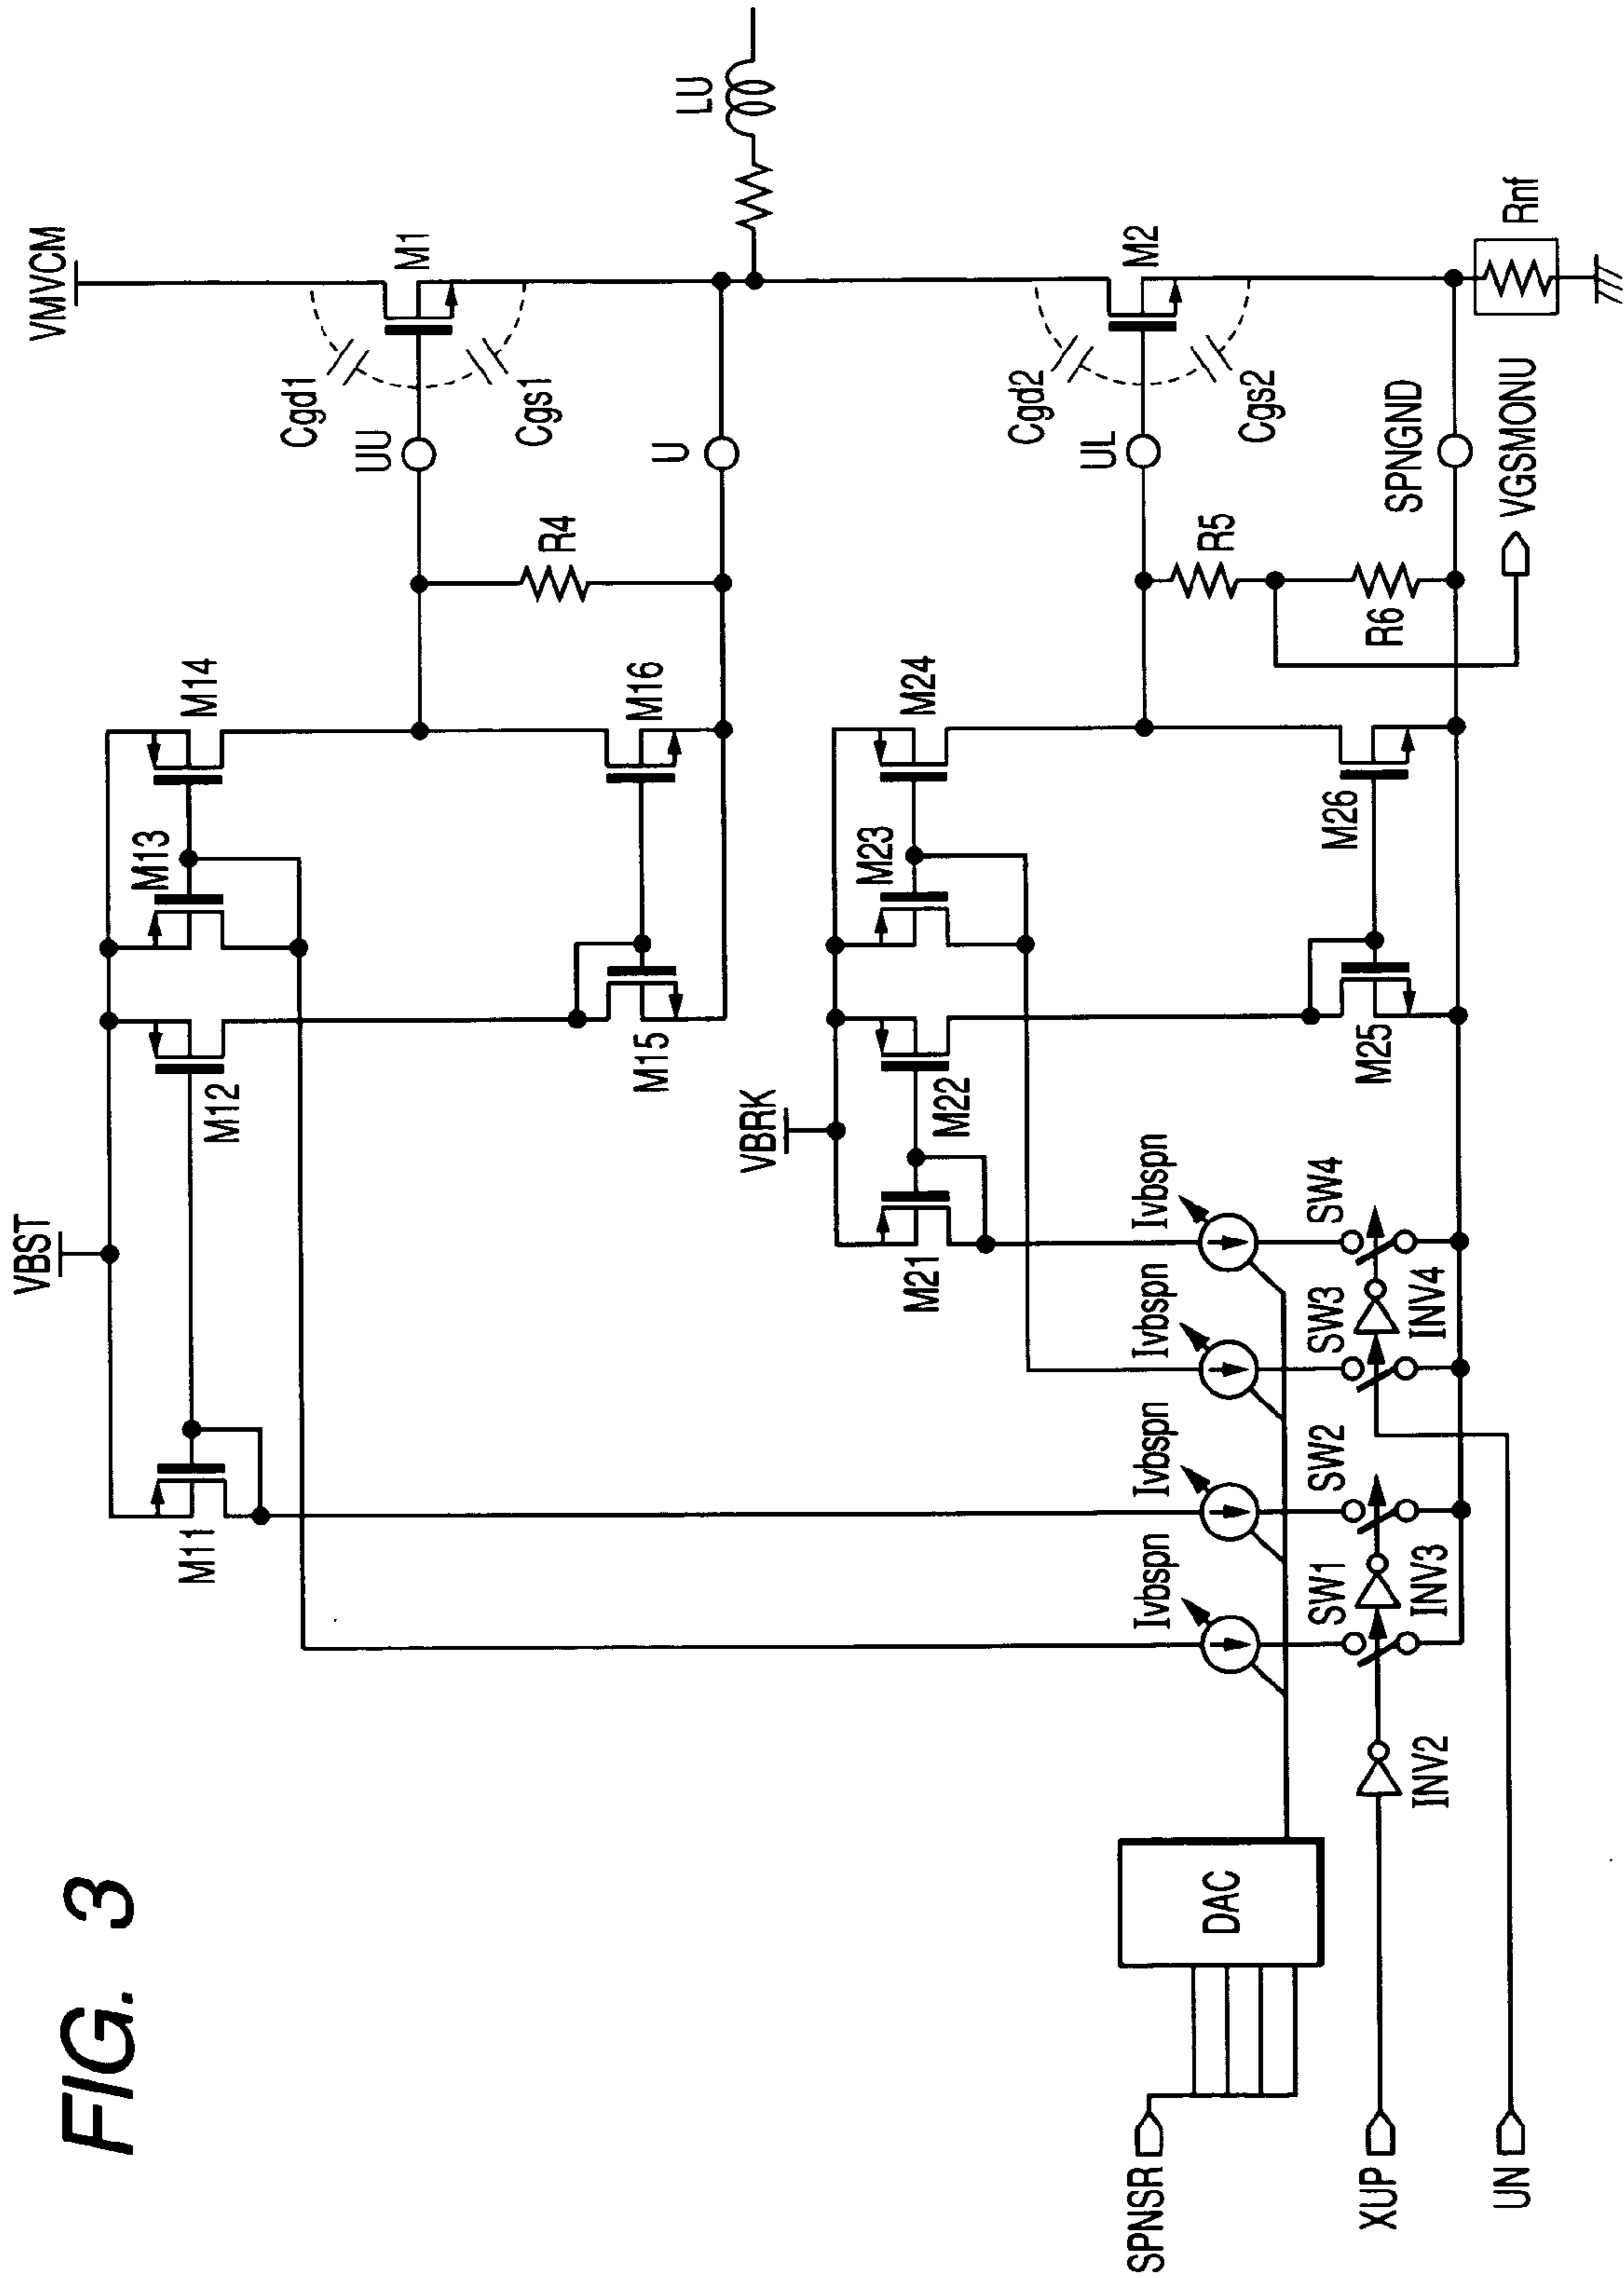 FIG. 3
VMVCM
VBST
M11
M12
M13
M14
M15
M16
R4
UU
U
Cgd1
Cgs1
M1
LU
VBRK
M21
M22
M23
M24
M25
M26
R5
R6
UL
SPNGND
VGSMONU
Cgd2
Cgs2
M2
Rnf
Ivbspn
Ivbspn
Ivbspn
Ivbspn
SW1
SW2
SW3
SW4
INV2
INV3
INV4
DAC
SPNSR
XUP
UN